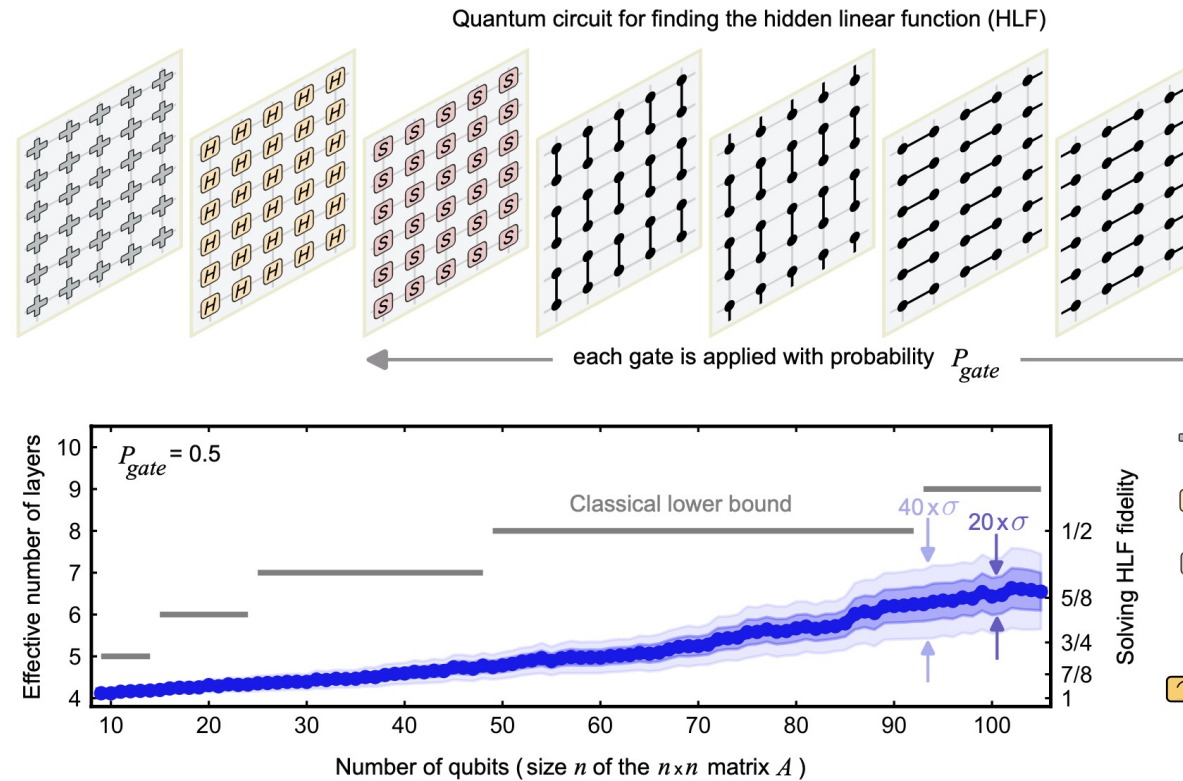 Quantum circuit for finding the hidden linear function (HLF)
H H H H H
H H H H H
H H H H H
H H H H H
H H H H H
H H H H H
S S S S S
S S S S S
S S S S S
S S S S S
S S S S S
S S S S S
each gate is applied with probability P_gate
P_gate = 0.5
Effective number of layers
10
9
8
7
6
5
4
Classical lower bound
40 x σ
20 x σ
1/2
5/8
3/4
7/8
1
Solving HLF fidelity
10 20 30 40 50 60 70 80 90 100
Number of qubits ( size n of the n x n matrix A )